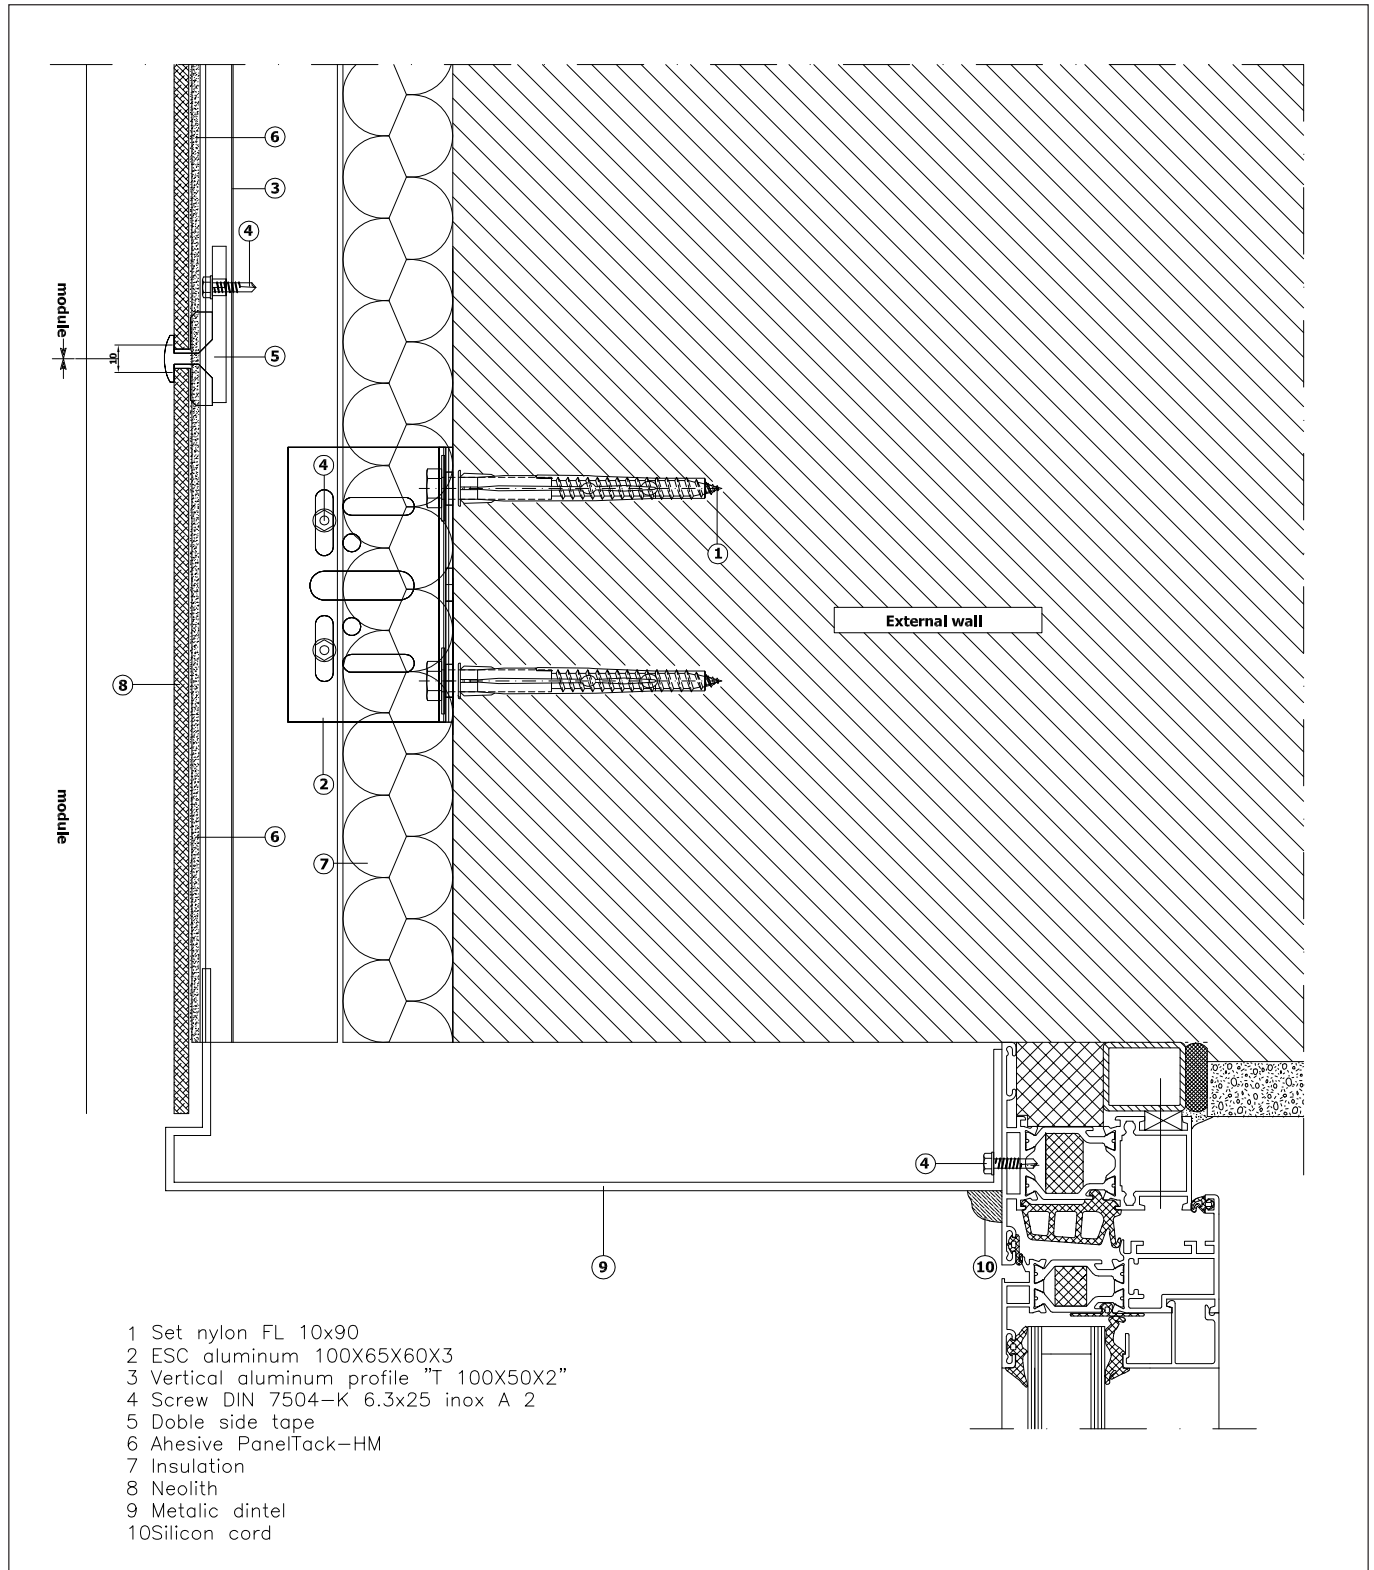 6
3
4
module
10
5
4
1
External wall
8
2
module
6
7
4
9
10
1 Set nylon FL 10x90
2 ESC aluminum 100X65X60X3
3 Vertical aluminum profile "T 100X50X2"
4 Screw DIN 7504-K 6.3x25 inox A 2
5 Doble side tape
6 Ahesive PanelTack-HM
7 Insulation
8 Neolith
9 Metalic dintel
10Silicon cord